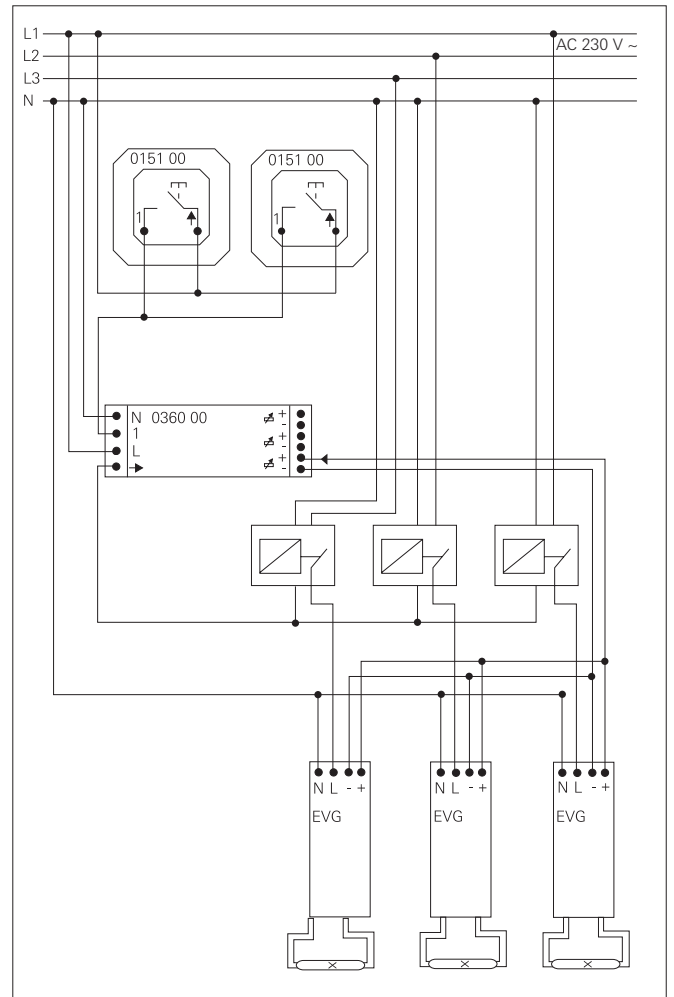 L1
AC 230 V ~
L2
L3
N
0151 00
0151 00
1
1
N 0360 00 +
-
1
+
L -
+
-
N L - +
N L - +
N L - +
EVG
EVG
EVG